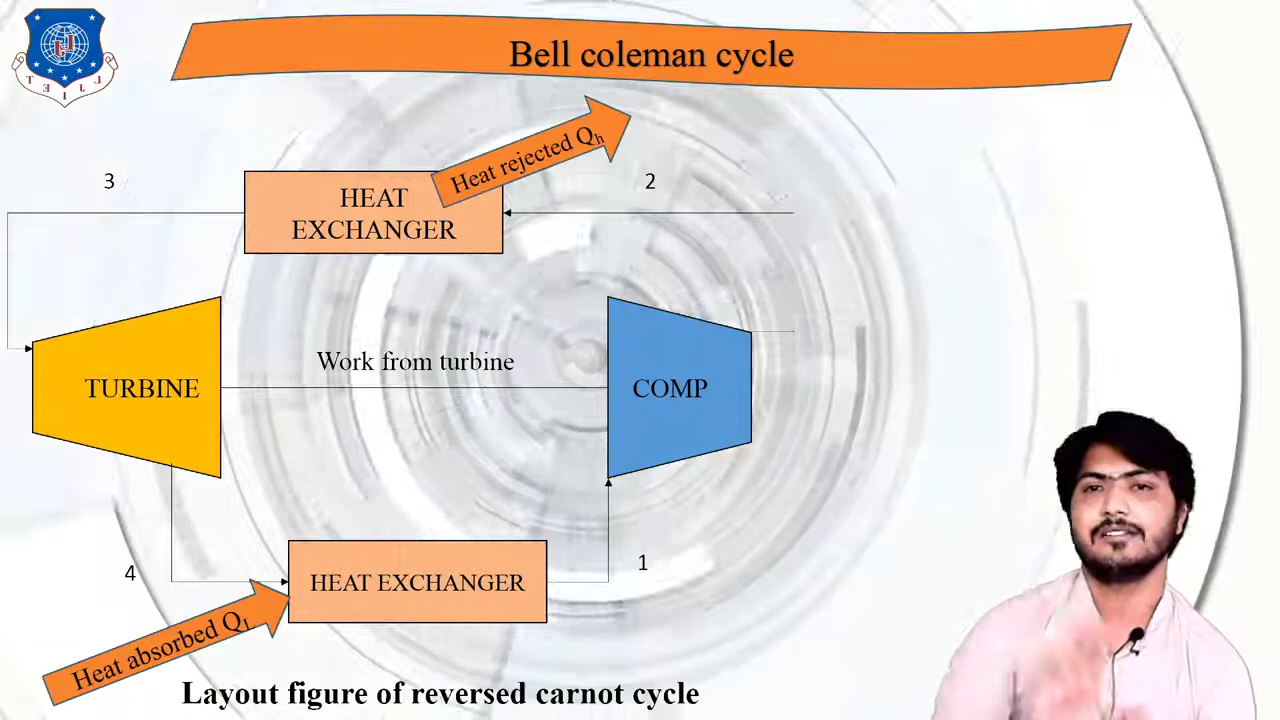 Bell coleman cycle
Heat rejected Qh
3
2
HEAT
EXCHANGER
Work from turbine
TURBINE
COMP
1
4
HEAT EXCHANGER
Heat absorbed QL
Layout figure of reversed carnot cycle